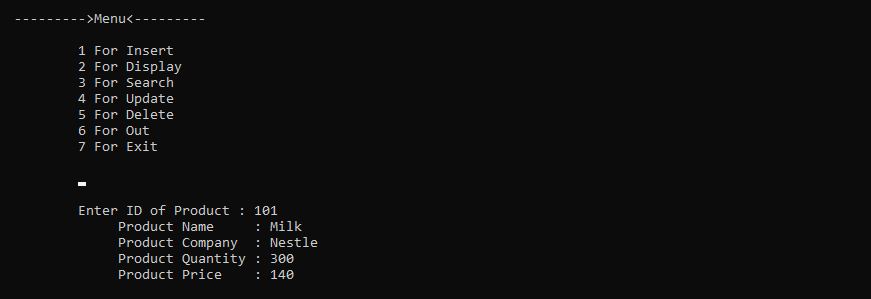 --------->Menu<---------
1 For Insert
2 For Display
3 For Search
4 For Update
5 For Delete
6 For Out
7 For Exit
Enter ID of Product : 101
Product Name     : Milk
Product Company  : Nestle
Product Quantity : 300
Product Price    : 140